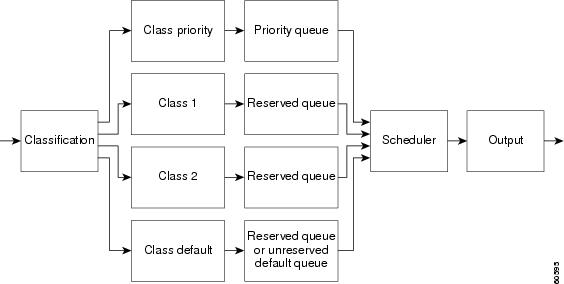 Class priority
Priority queue
Class 1
Reserved queue
Classification
Scheduler
Output
Class 2
Reserved queue
Class default
Reserved queue
or unreserved
default queue
60595